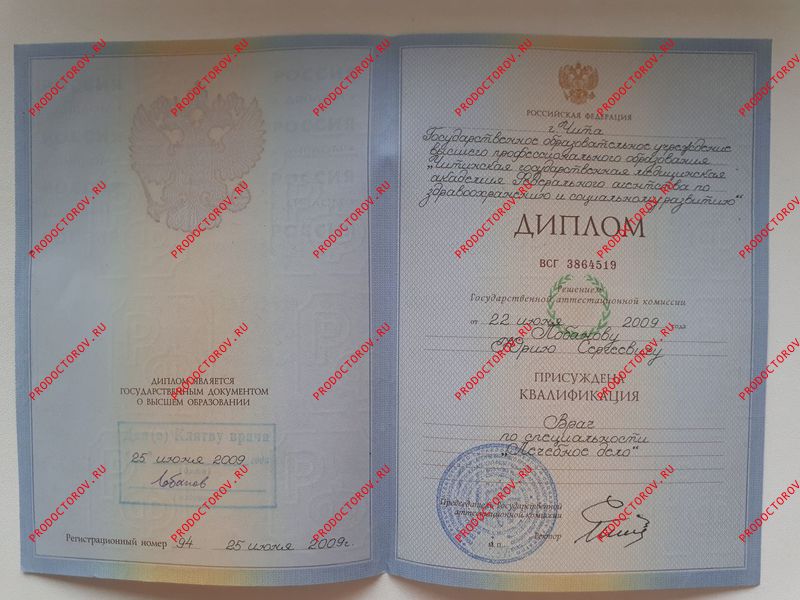 ДИПЛОМ ЯВЛЯЕТСЯ
ГОСУДАРСТВЕННЫМ ДОКУМЕНТОМ
О ВЫСШЕМ ОБРАЗОВАНИИ
Дал(а) Клятву врача
25 июня 2009 года
Лобанов
Регистрационный номер 94 25 июня 2009г.
РОССИЙСКАЯ ФЕДЕРАЦИЯ
г. Чита
Государственное образовательное учреждение
высшего профессионального образования
"Читинская государственная медицинская
академия Федерального агентства по
здравоохранению и социальному развитию"
ДИПЛОМ
ВСГ 3864519
Решением
Государственной аттестационной комиссии
от 22 июня 2009 года
Лобанову
Юрию Сергеевичу
ПРИСУЖДЕНА
КВАЛИФИКАЦИЯ
Врач
по специальности
"Лечебное дело"
Председатель Государственной
аттестационной комиссии
Ректор
М.П.
PRODOCTOROV.RU